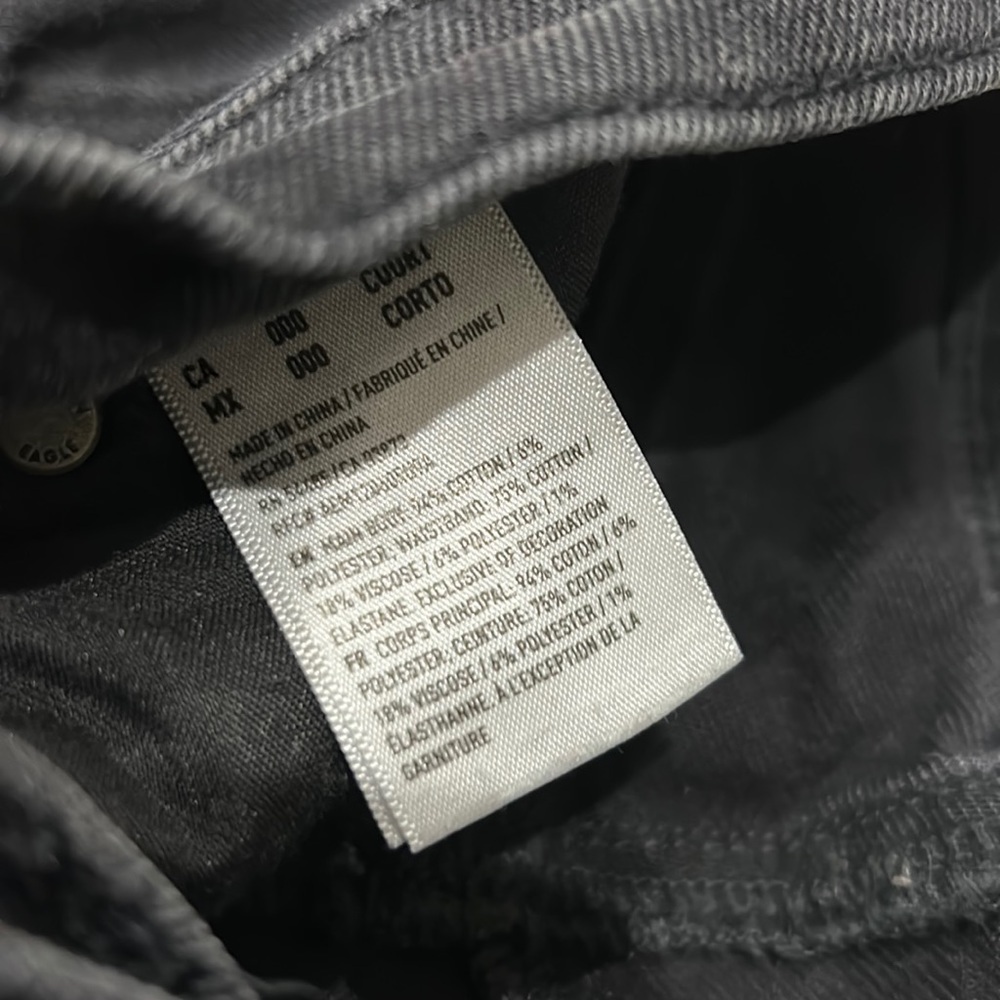 COURT
CA 000 CORTO
MX 000
MADE IN CHINA / FABRIQUÉ EN CHINE /
HECHO EN CHINA
EN MAIN BODY: 94% COTTON / 6%
POLYESTER, WAISTBAND: 75% COTTON /
18% VISCOSE / 6% POLYESTER / 1%
ELASTANE EXCLUSIVE OF DECORATION
FR CORPS PRINCIPAL: 94% COTON / 6%
POLYESTER, CEINTURE: 75% COTON /
18% VISCOSE / 6% POLYESTER / 1%
ÉLASTHANNE, À L'EXCEPTION DE LA
GARNITURE
EAGLE